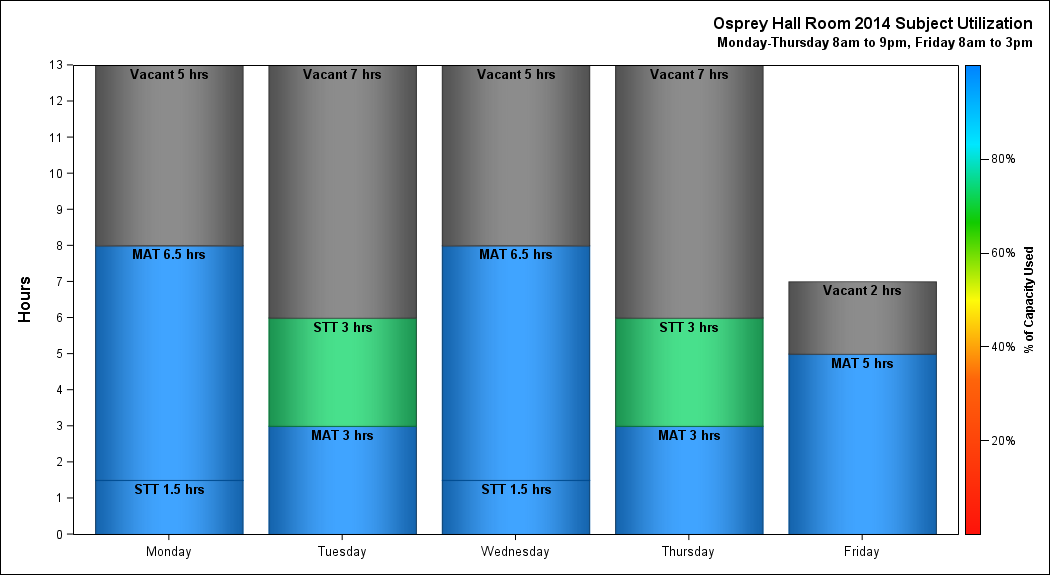 Osprey Hall Room 2014 Subject Utilization
Monday-Thursday 8am to 9pm, Friday 8am to 3pm
Hours
13
12
11
10
9
8
7
6
5
4
3
2
1
0
Vacant 5 hrs
MAT 6.5 hrs
STT 1.5 hrs
Vacant 7 hrs
STT 3 hrs
MAT 3 hrs
Vacant 5 hrs
MAT 6.5 hrs
STT 1.5 hrs
Vacant 7 hrs
STT 3 hrs
MAT 3 hrs
Vacant 2 hrs
MAT 5 hrs
Monday
Tuesday
Wednesday
Thursday
Friday
80%
60%
40%
20%
% of Capacity Used